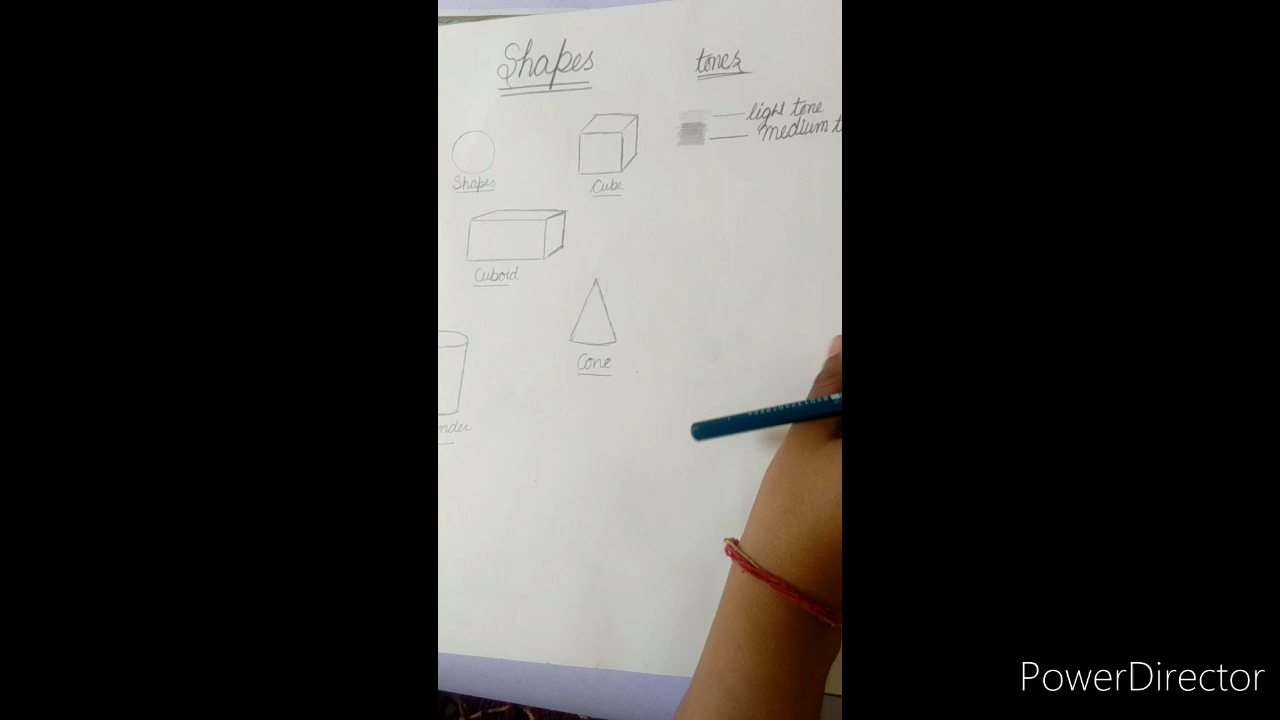 Shapes
tones
light tone
medium t
Shapes
Cube
Cuboid
Cone
nder
PowerDirector